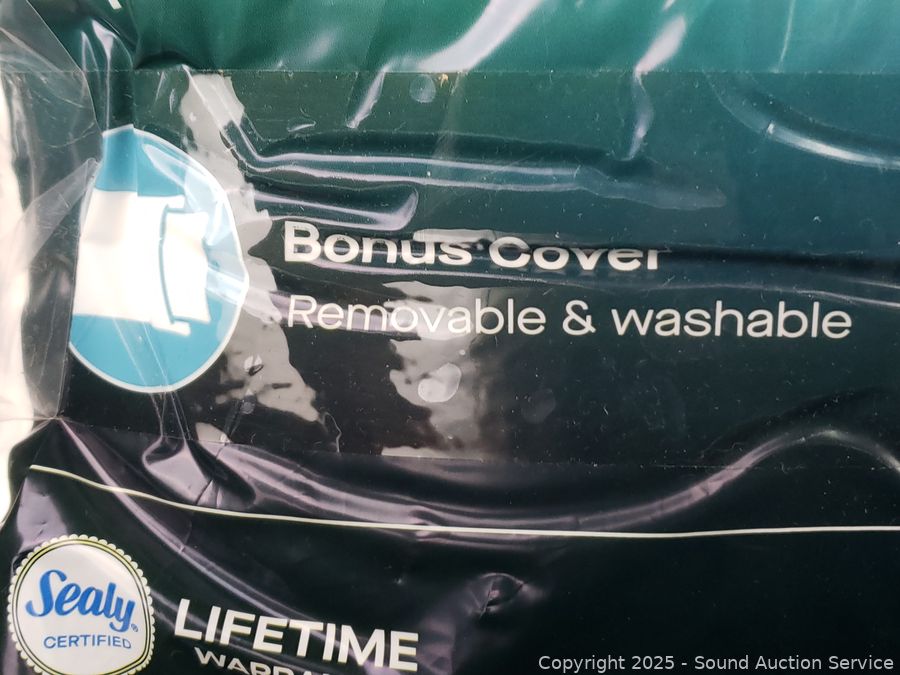 Bonus Cover
Removable & washable
Sealy
CERTIFIED
LIFETIME
Copyright 2025 - Sound Auction Service